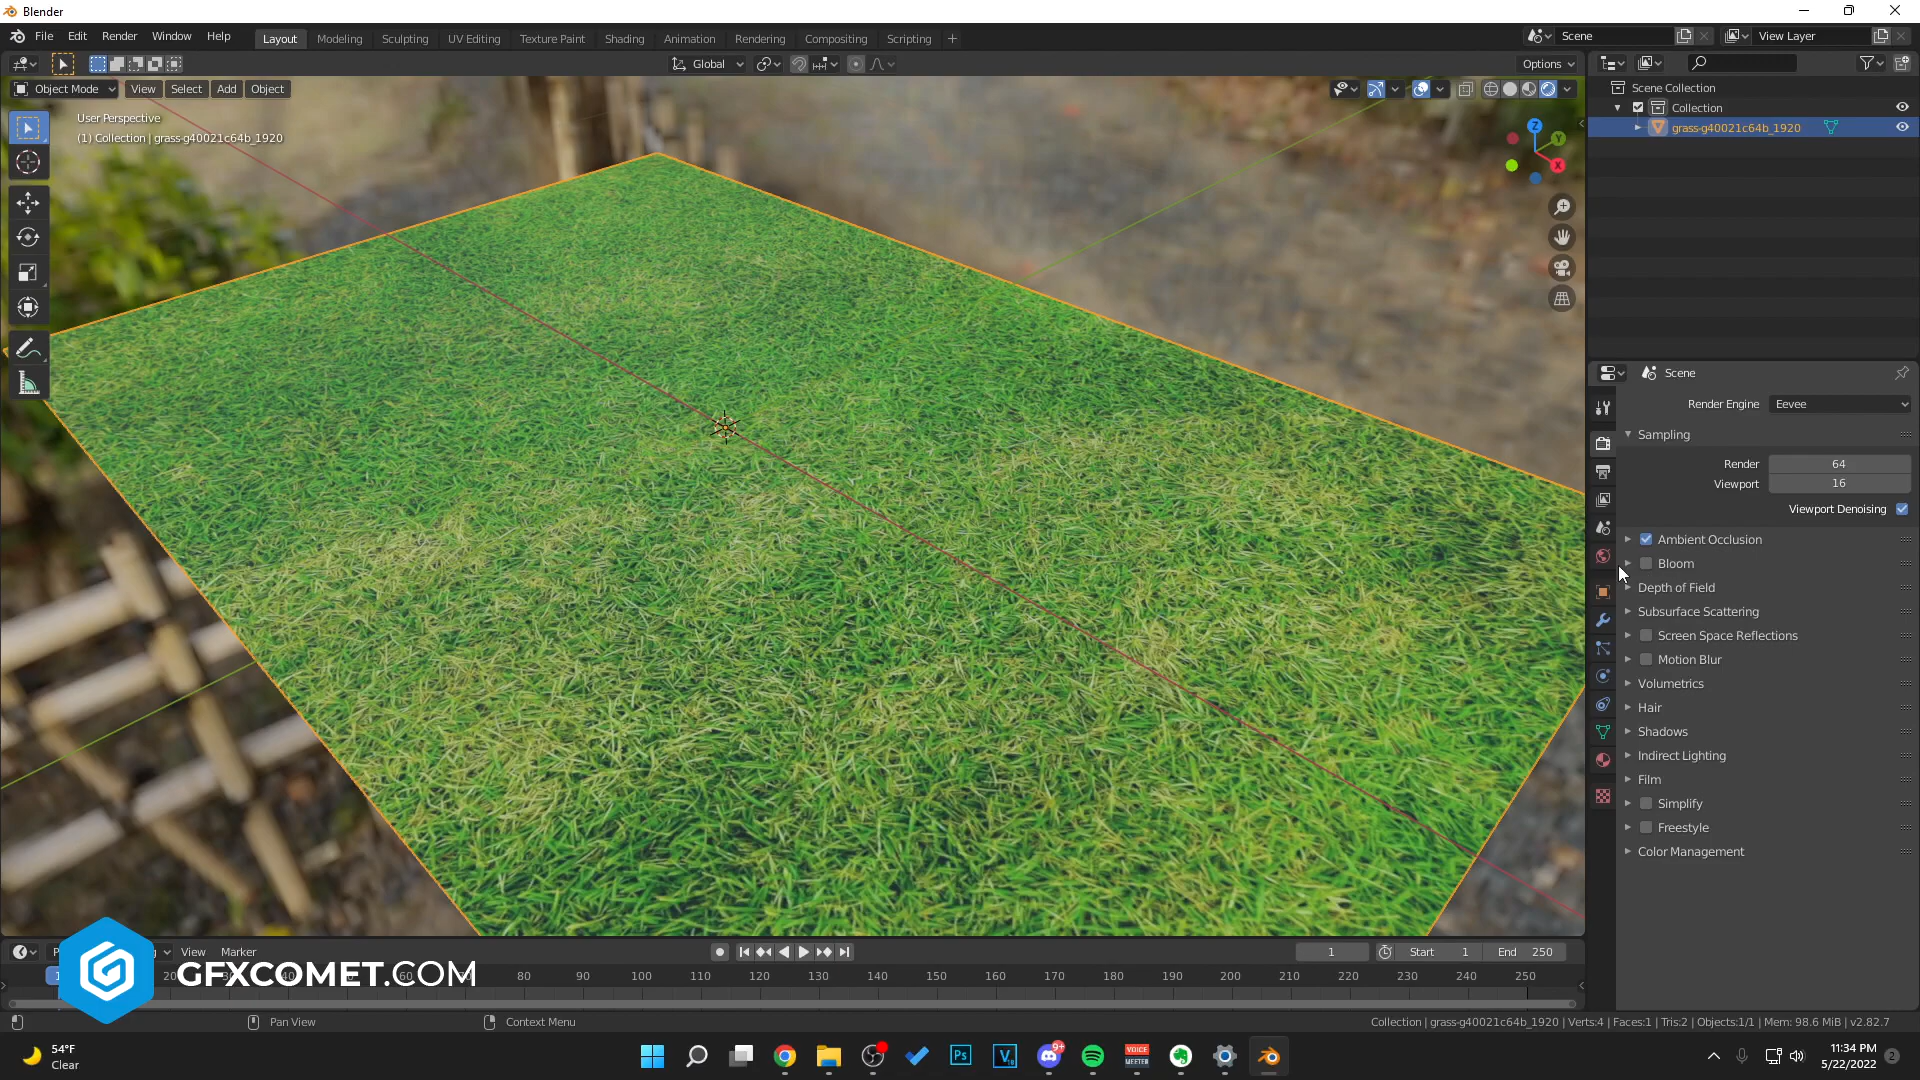 Blender
File Edit Render Window Help
Layout Modeling Sculpting UV Editing Texture Paint Shading Animation Rendering Compositing Scripting +
Scene
View Layer
Global
Options
Object Mode View Select Add Object
User Perspective
(1) Collection | grass-g40021c64b_1920
Z
Y
X
Scene Collection
Collection
grass-g40021c64b_1920
Scene
Render Engine Eevee
Sampling
Render 64
Viewport 16
Viewport Denoising
Ambient Occlusion
Bloom
Depth of Field
Subsurface Scattering
Screen Space Reflections
Motion Blur
Volumetrics
Hair
Shadows
Indirect Lighting
Film
Simplify
Freestyle
Color Management
View Marker
1 Start 1 End 250
80 90 100 110 120 130 140 150 160 170 180 190 200 210 220 230 240 250
GFXCOMET.COM
Pan View
Context Menu
Collection | grass-g40021c64b_1920 | Verts:4 | Faces:1 | Tris:2 | Objects:1/1 | Mem: 98.6 MiB | v2.82.7
54°F
Clear
Ps
9+
VOICE
MEETER
11:34 PM
5/22/2022
2